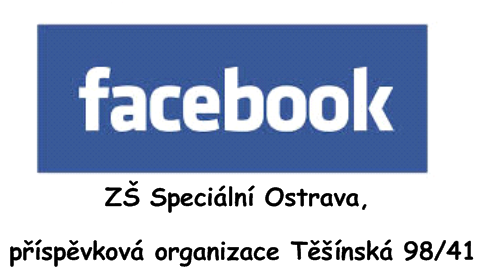 facebook
ZŠ Speciální Ostrava,
příspěvková organizace Těšínská 98/41